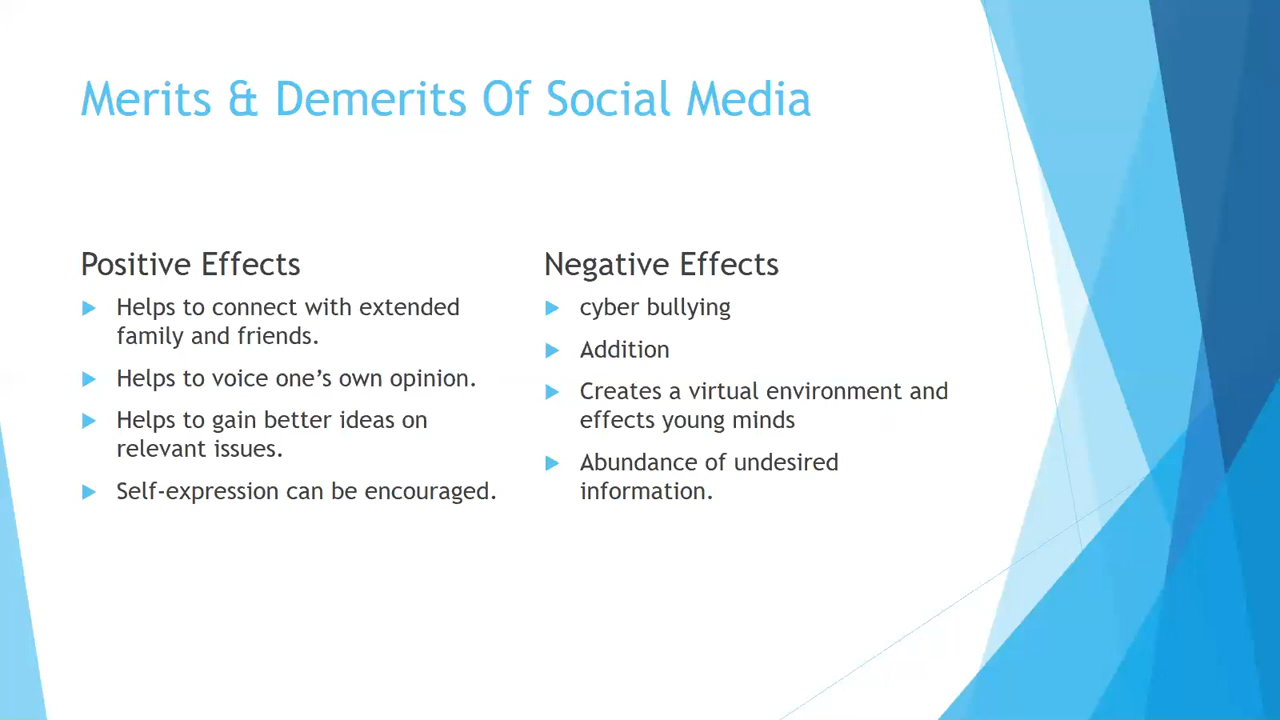 Merits & Demerits Of Social Media
Positive Effects
Helps to connect with extended
family and friends.
Helps to voice one’s own opinion.
Helps to gain better ideas on
relevant issues.
Self-expression can be encouraged.
Negative Effects
cyber bullying
Addition
Creates a virtual environment and
effects young minds
Abundance of undesired
information.